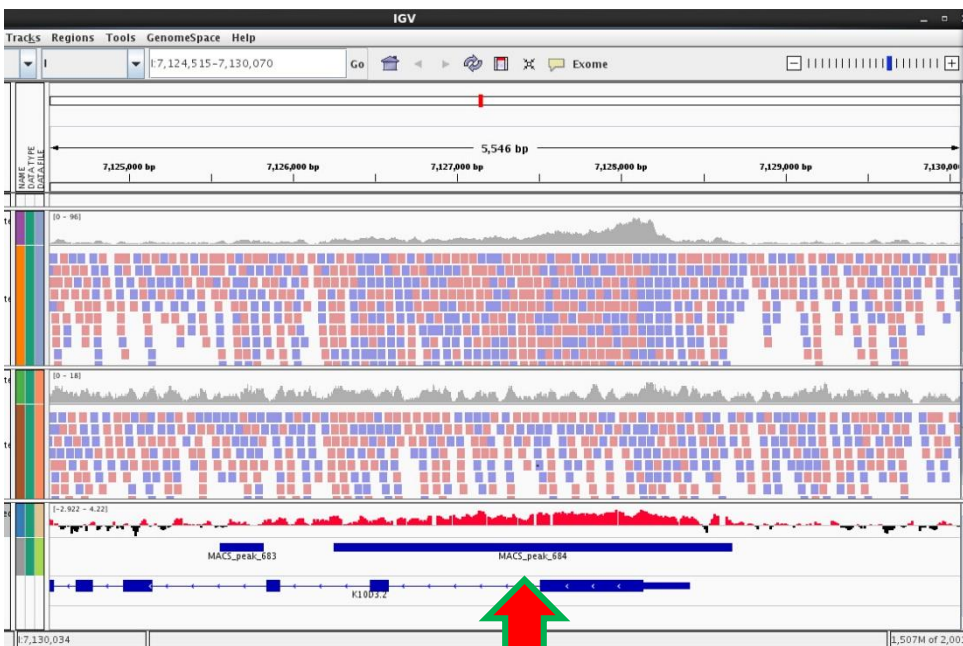 IGV
Tracks Regions Tools GenomeSpace Help
I I:7,124,515-7,130,070 Go Exome
NAME
DATA TYPE
DATA FILE
5,546 bp
7,125,000 bp 7,126,000 bp 7,127,000 bp 7,128,000 bp 7,129,000 bp 7,130,00
[0 - 96]
[0 - 18]
[-2.922 - 4.22]
MACS_peak_683 MACS_peak_684
K10D3.2
I:7,130,034 1,507M of 2,00